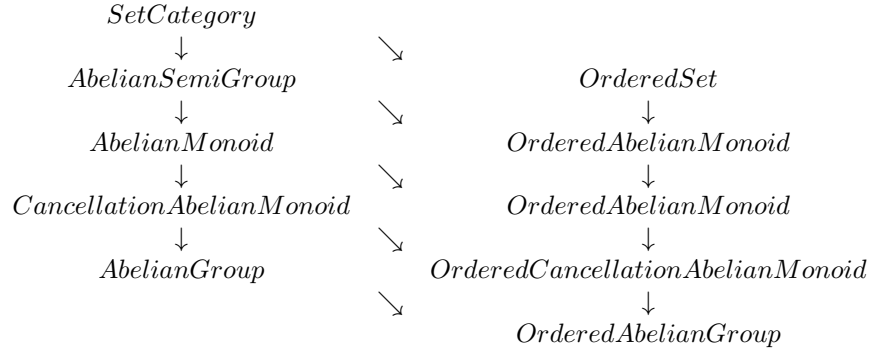 SetCategory
↓ ↘
AbelianSemiGroup OrderedSet
↓ ↘ ↓
AbelianMonoid OrderedAbelianMonoid
↓ ↘ ↓
CancellationAbelianMonoid OrderedAbelianMonoid
↓ ↘ ↓
AbelianGroup OrderedCancellationAbelianMonoid
↘ ↓
OrderedAbelianGroup